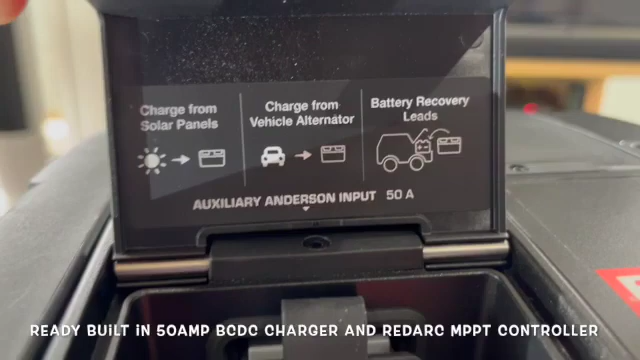 Charge from
Solar Panels
Charge from
Vehicle Alternator
Battery Recovery
Leads
AUXILIARY ANDERSON INPUT 50 A
READY BUILT IN 50AMP BCDC CHARGER AND REDARC MPPT CONTROLLER